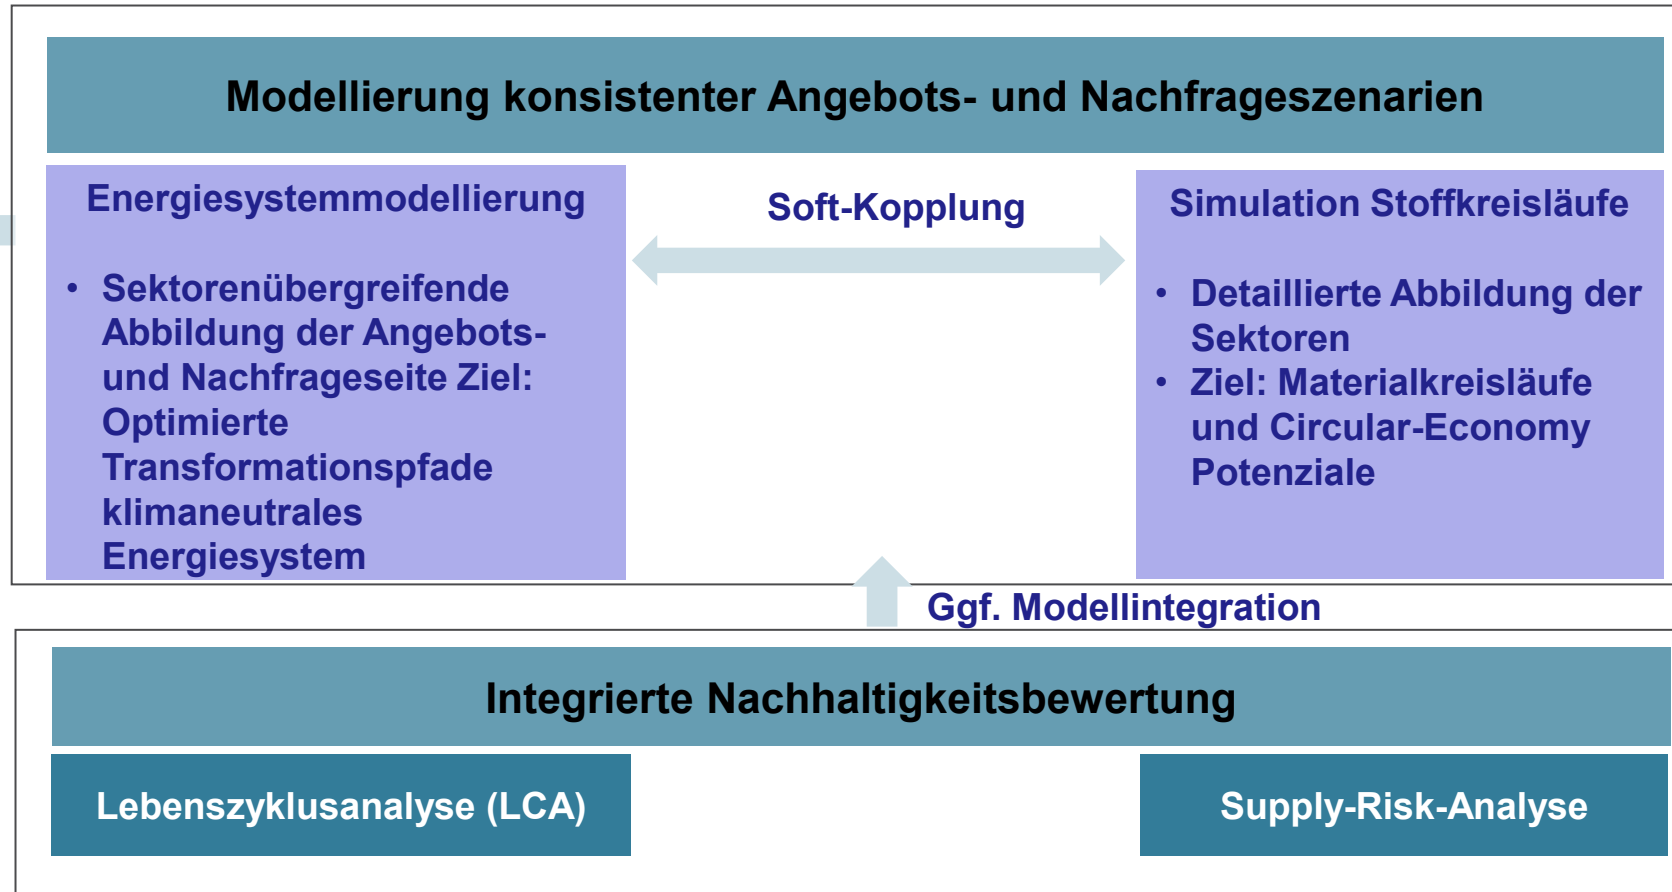 Modellierung konsistenter Angebots- und Nachfrageszenarien
Energiesystemmodellierung
• Sektorenübergreifende
Abbildung der Angebots-
und Nachfrageseite Ziel:
Optimierte
Transformationspfade
klimaneutrales
Energiesystem
Soft-Kopplung
Simulation Stoffkreisläufe
• Detaillierte Abbildung der
Sektoren
• Ziel: Materialkreisläufe
und Circular-Economy
Potenziale
Ggf. Modellintegration
Integrierte Nachhaltigkeitsbewertung
Lebenszyklusanalyse (LCA)
Supply-Risk-Analyse